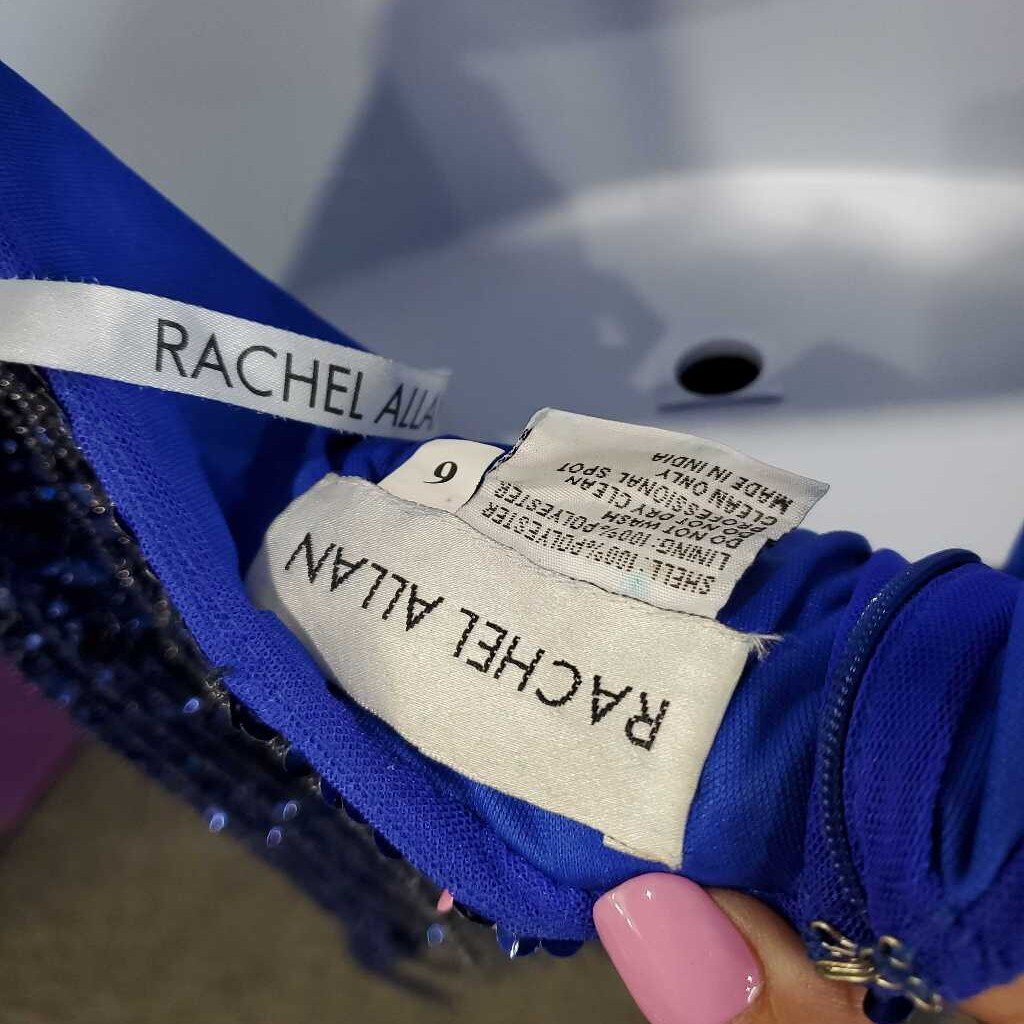 RACHEL ALLA
RACHEL ALLAN
6
SHELL: 100% POLYESTER
LINING 100% POLYESTER
DO NOT WASH
DO NOT DRY CLEAN
PROFESSIONAL SPOT
CLEAN ONLY
MADE IN INDIA